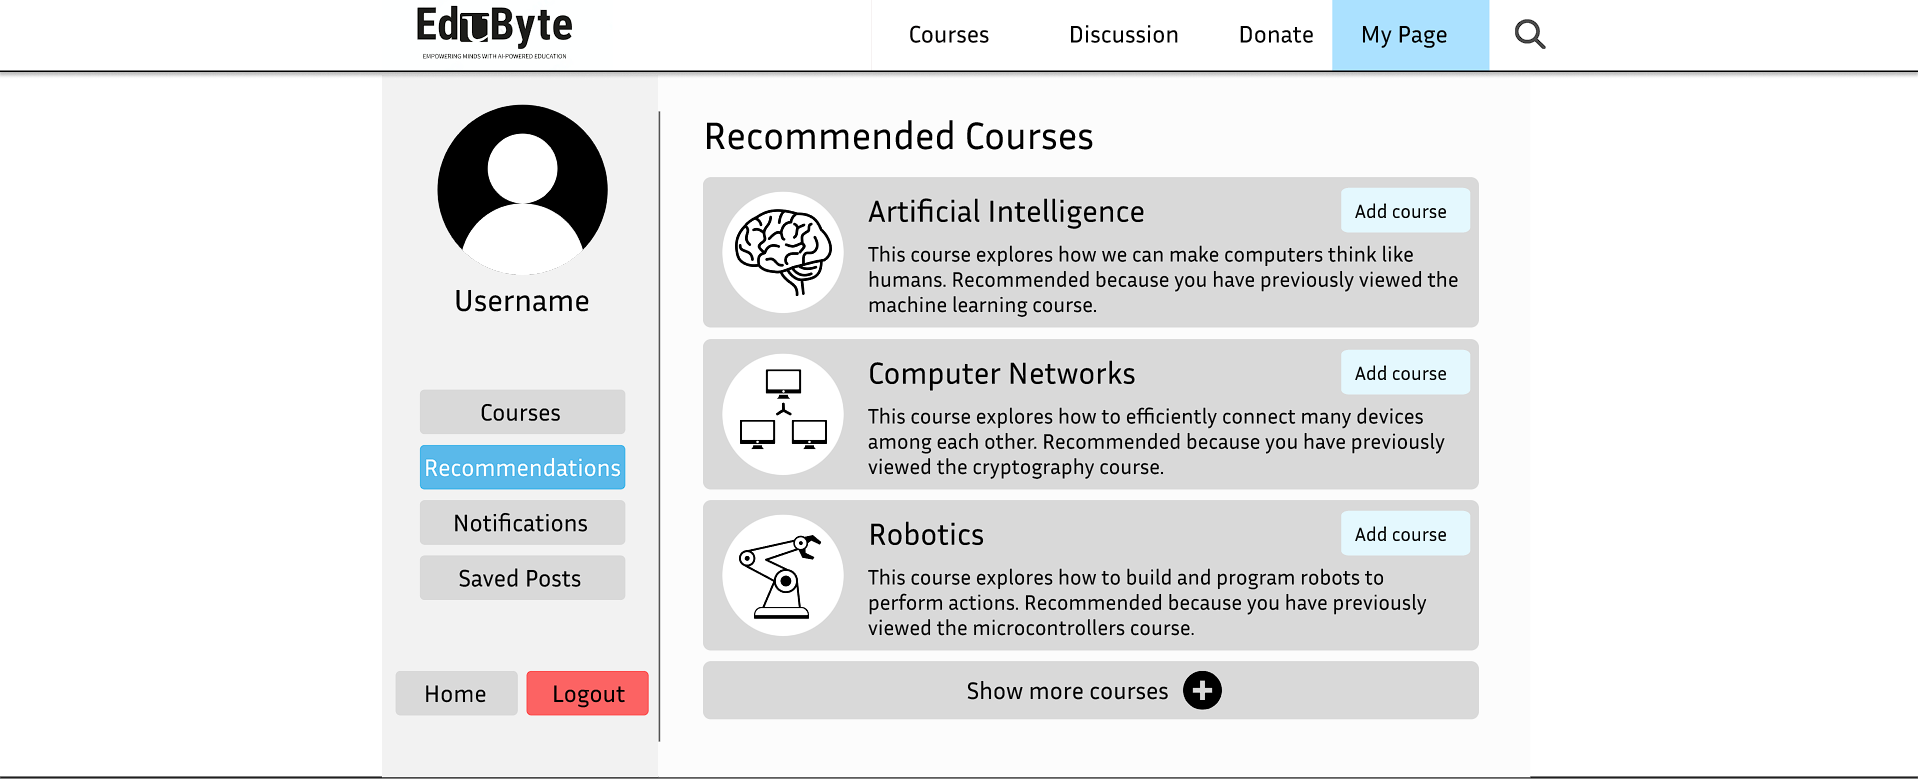 EduByte
EMPOWERING MINDS WITH AI-POWERED EDUCATION
Courses
Discussion
Donate
My Page
Username
Courses
Recommendations
Notifications
Saved Posts
Home
Logout
Recommended Courses
Artificial Intelligence
Add course
This course explores how we can make computers think like
humans. Recommended because you have previously viewed the
machine learning course.
Computer Networks
Add course
This course explores how to efficiently connect many devices
among each other. Recommended because you have previously
viewed the cryptography course.
Robotics
Add course
This course explores how to build and program robots to
perform actions. Recommended because you have previously
viewed the microcontrollers course.
Show more courses